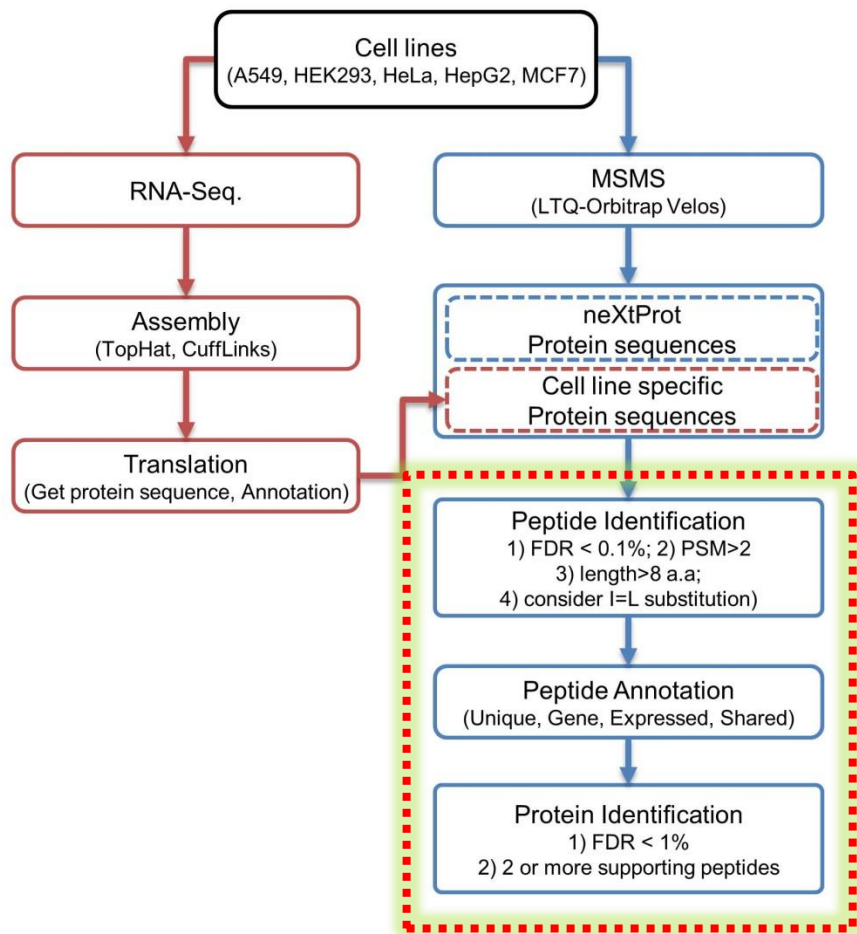 Cell lines
(A549, HEK293, HeLa, HepG2, MCF7)
RNA-Seq.
Assembly
(TopHat, CuffLinks)
Translation
(Get protein sequence, Annotation)
MSMS
(LTQ-Orbitrap Velos)
neXtProt
Protein sequences
Cell line specific
Protein sequences
Peptide Identification
1) FDR < 0.1%; 2) PSM>2
3) length>8 a.a;
4) consider I=L substitution)
Peptide Annotation
(Unique, Gene, Expressed, Shared)
Protein Identification
1) FDR < 1%
2) 2 or more supporting peptides